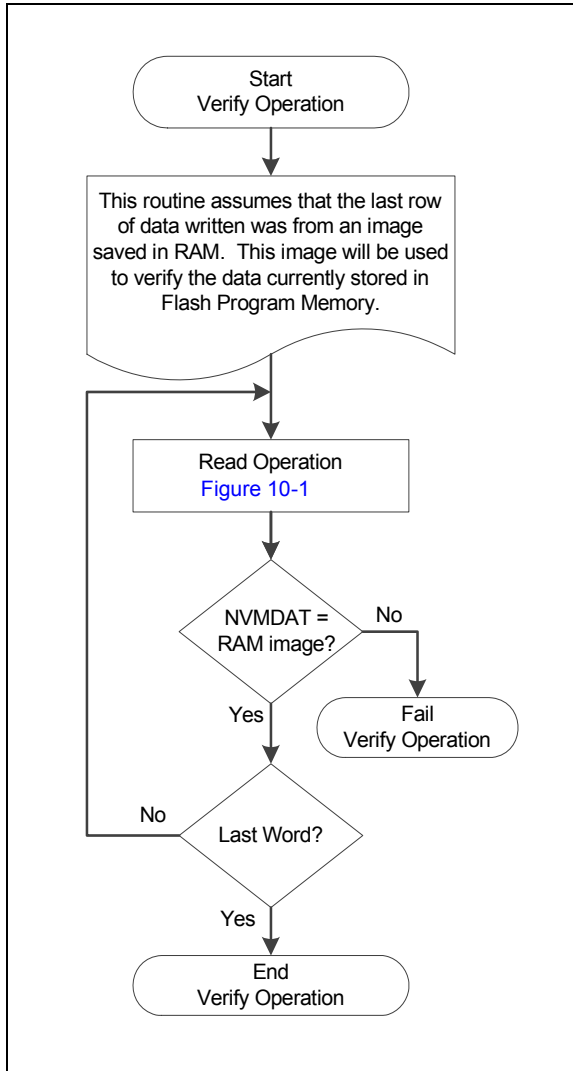 Start
Verify Operation
This routine assumes that the last row
of data written was from an image
saved in RAM. This image will be used
to verify the data currently stored in
Flash Program Memory.
Read Operation
Figure 10-1
NVMDAT =
RAM image?
No
Yes
Fail
Verify Operation
No
Last Word?
Yes
End
Verify Operation